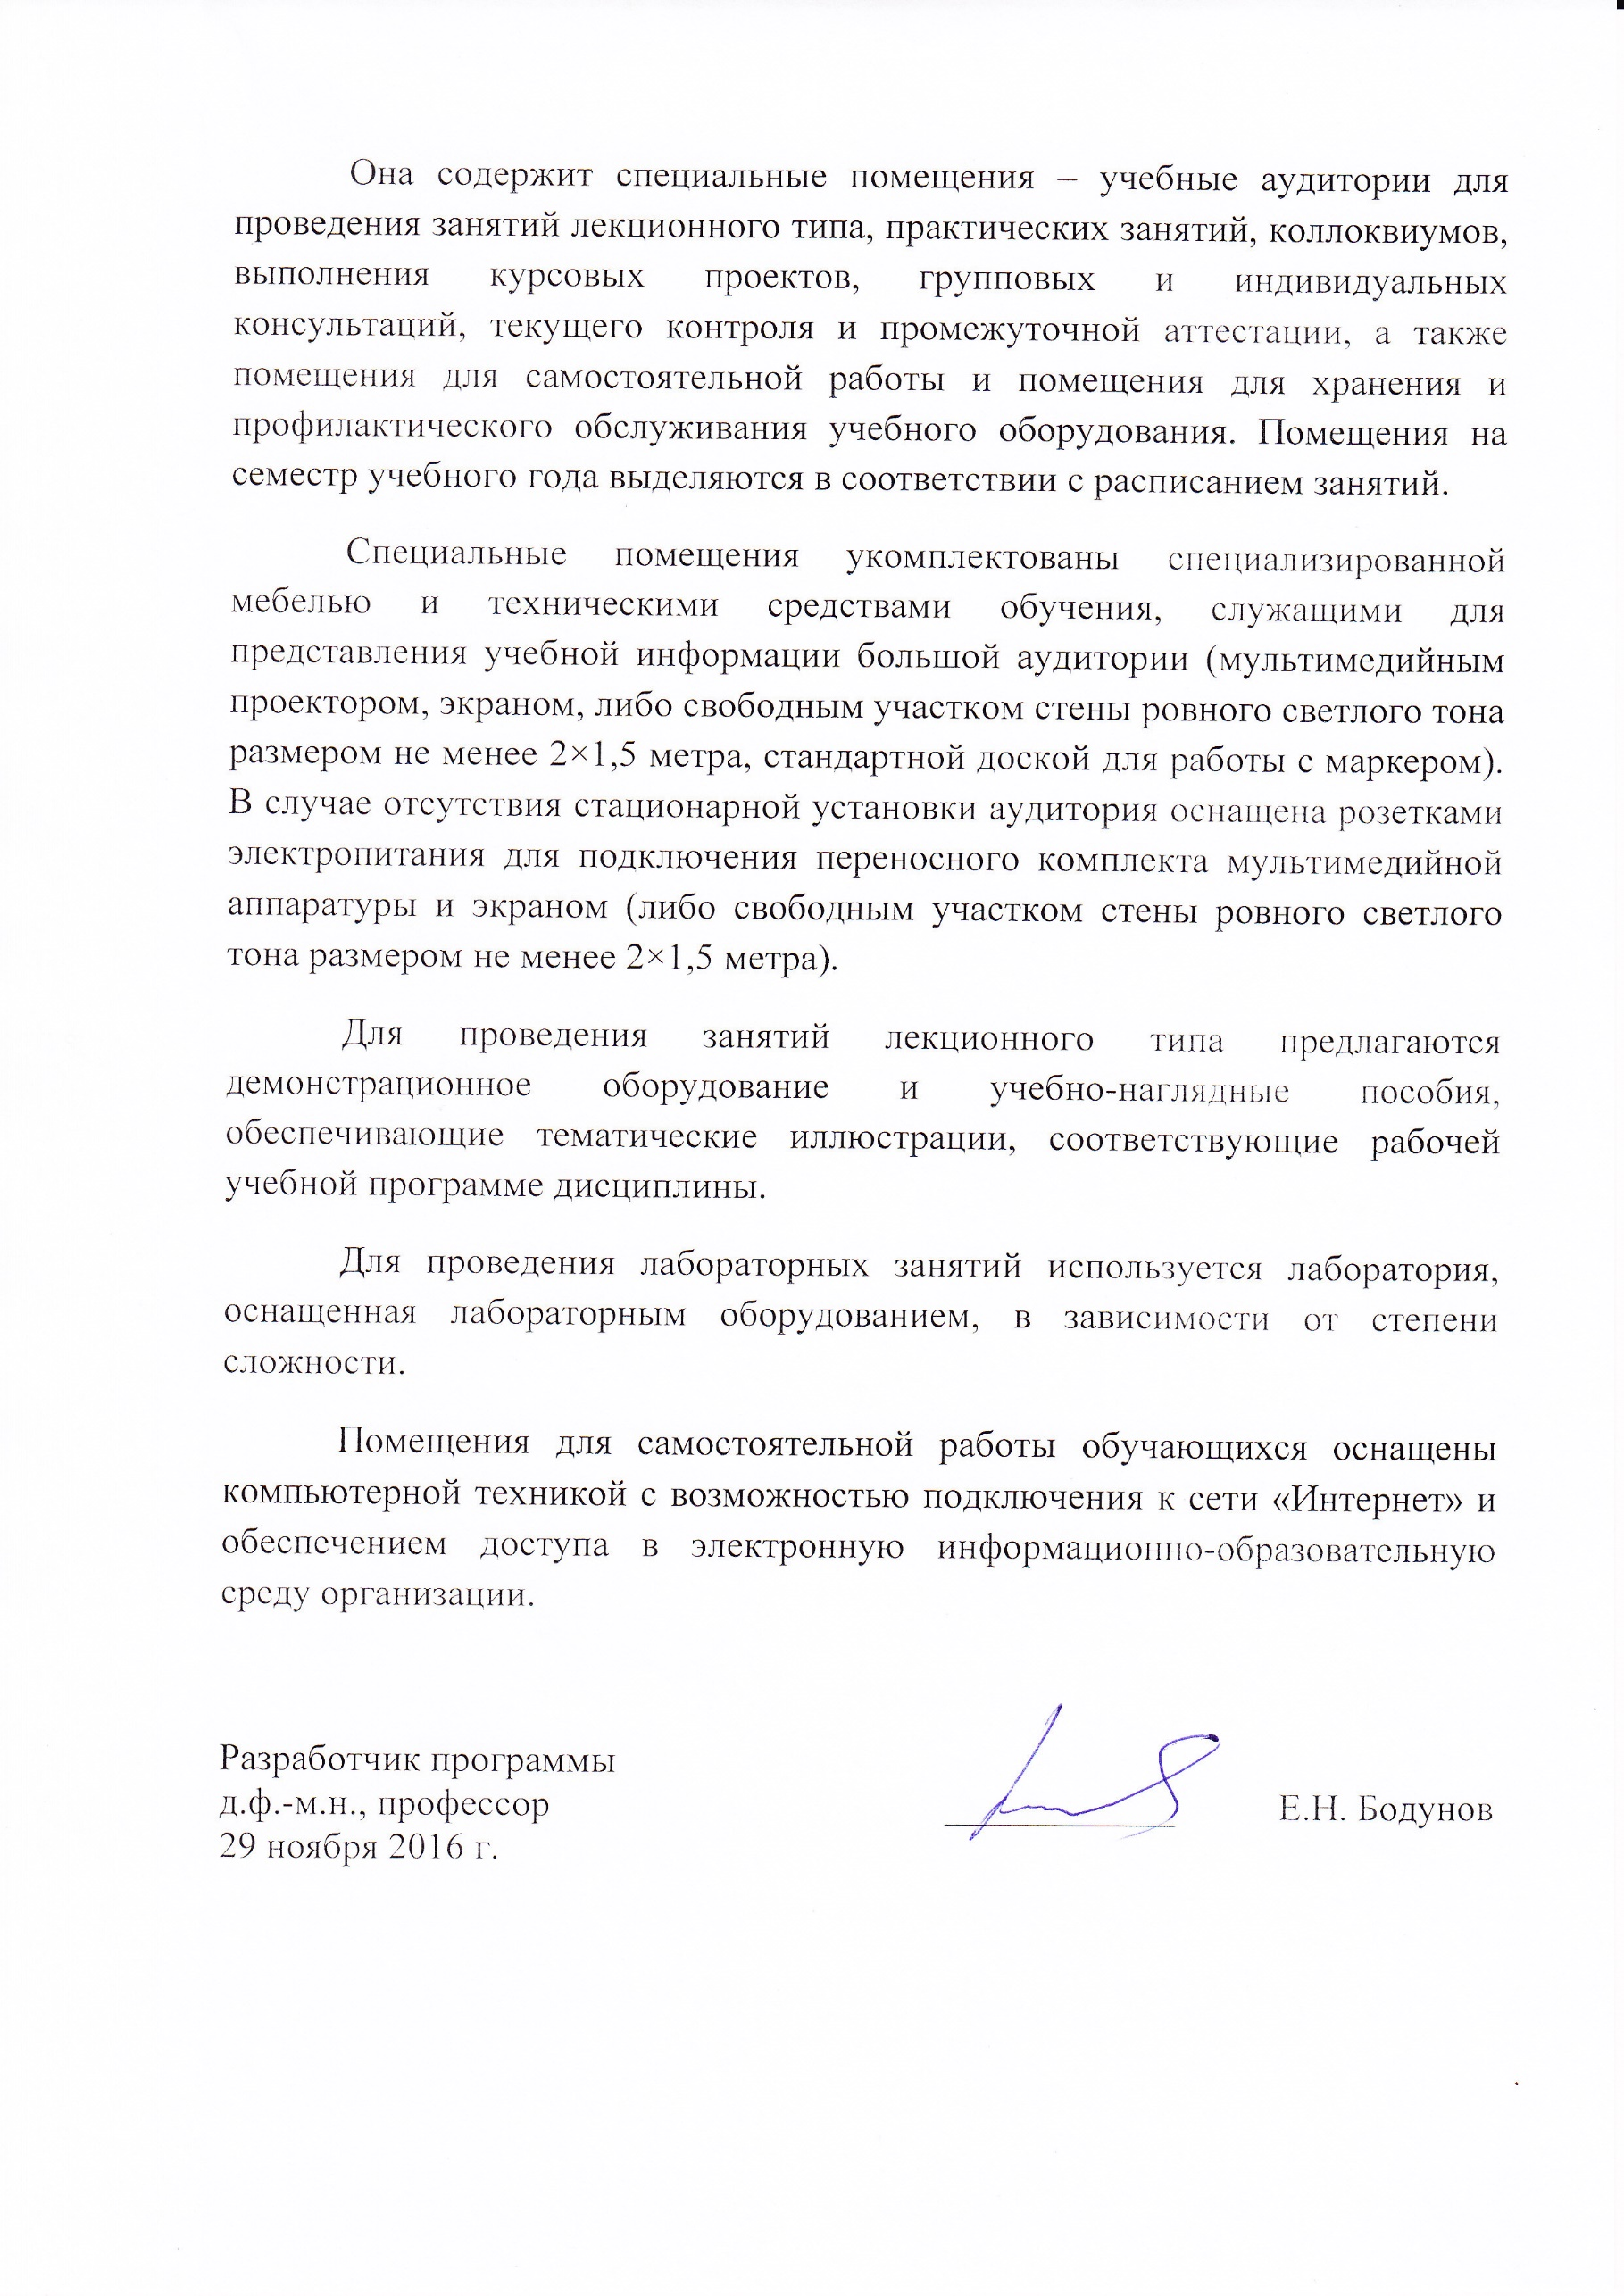 Она содержит специальные помещения – учебные аудитории для
проведения занятий лекционного типа, практических занятий, коллоквиумов,
выполнения курсовых проектов, групповых и индивидуальных
консультаций, текущего контроля и промежуточной аттестации, а также
помещения для самостоятельной работы и помещения для хранения и
профилактического обслуживания учебного оборудования. Помещения на
семестр учебного года выделяются в соответствии с расписанием занятий.
Специальные помещения укомплектованы специализированной
мебелью и техническими средствами обучения, служащими для
представления учебной информации большой аудитории (мультимедийным
проектором, экраном, либо свободным участком стены ровного светлого тона
размером не менее 2×1,5 метра, стандартной доской для работы с маркером).
В случае отсутствия стационарной установки аудитория оснащена розетками
электропитания для подключения переносного комплекта мультимедийной
аппаратуры и экраном (либо свободным участком стены ровного светлого
тона размером не менее 2×1,5 метра).
Для проведения занятий лекционного типа предлагаются
демонстрационное оборудование и учебно-наглядные пособия,
обеспечивающие тематические иллюстрации, соответствующие рабочей
учебной программе дисциплины.
Для проведения лабораторных занятий используется лаборатория,
оснащенная лабораторным оборудованием, в зависимости от степени
сложности.
Помещения для самостоятельной работы обучающихся оснащены
компьютерной техникой с возможностью подключения к сети «Интернет» и
обеспечением доступа в электронную информационно-образовательную
среду организации.
Разработчик программы
д.ф.-м.н., профессор Е.Н. Бодунов
29 ноября 2016 г.